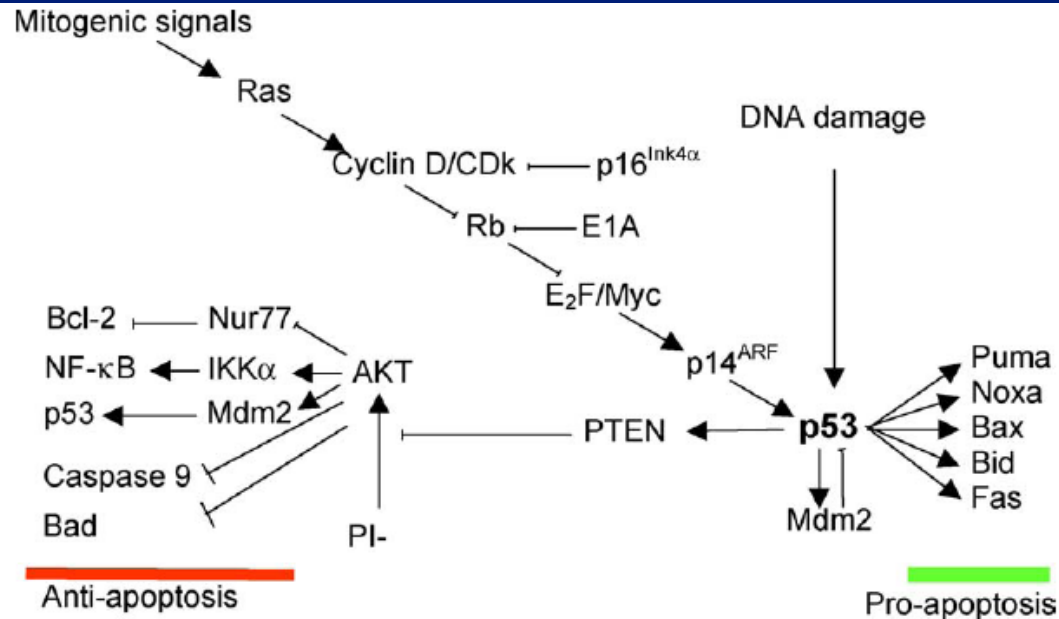 Mitogenic signals
Ras
DNA damage
Cyclin D/CDk
p16Ink4α
Rb
E1A
E₂F/Myc
Bcl-2
Nur77
p14ARF
Puma
NF-κB
IKKα
AKT
Noxa
p53
Mdm2
PTEN
p53
Bax
Bid
Caspase 9
Fas
Mdm2
Bad
PI-
Anti-apoptosis
Pro-apoptosis